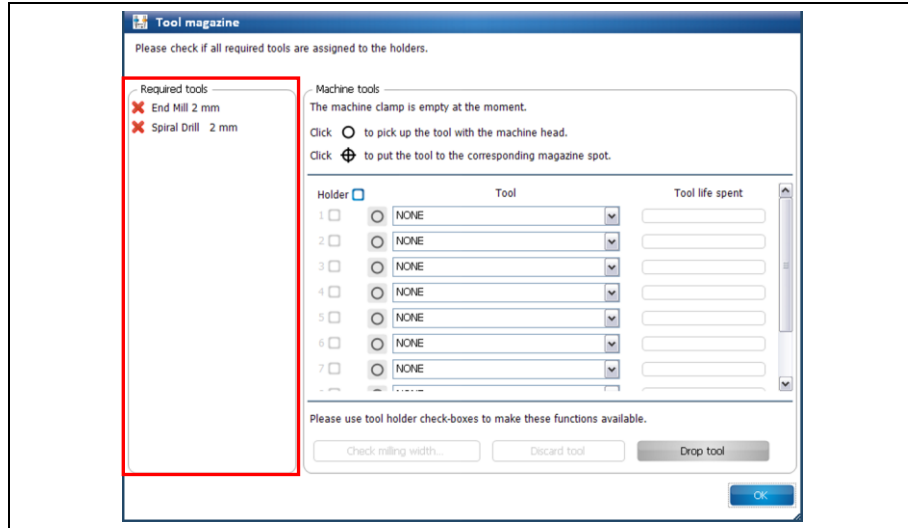 Tool magazine
Please check if all required tools are assigned to the holders.
Required tools
End Mill 2 mm
Spiral Drill 2 mm
Machine tools
The machine clamp is empty at the moment.
Click to pick up the tool with the machine head.
Click to put the tool to the corresponding magazine spot.
Holder Tool Tool life spent
1 NONE
2 NONE
3 NONE
4 NONE
5 NONE
6 NONE
7 NONE
Please use tool holder check-boxes to make these functions available.
Check milling width... Discard tool Drop tool
OK